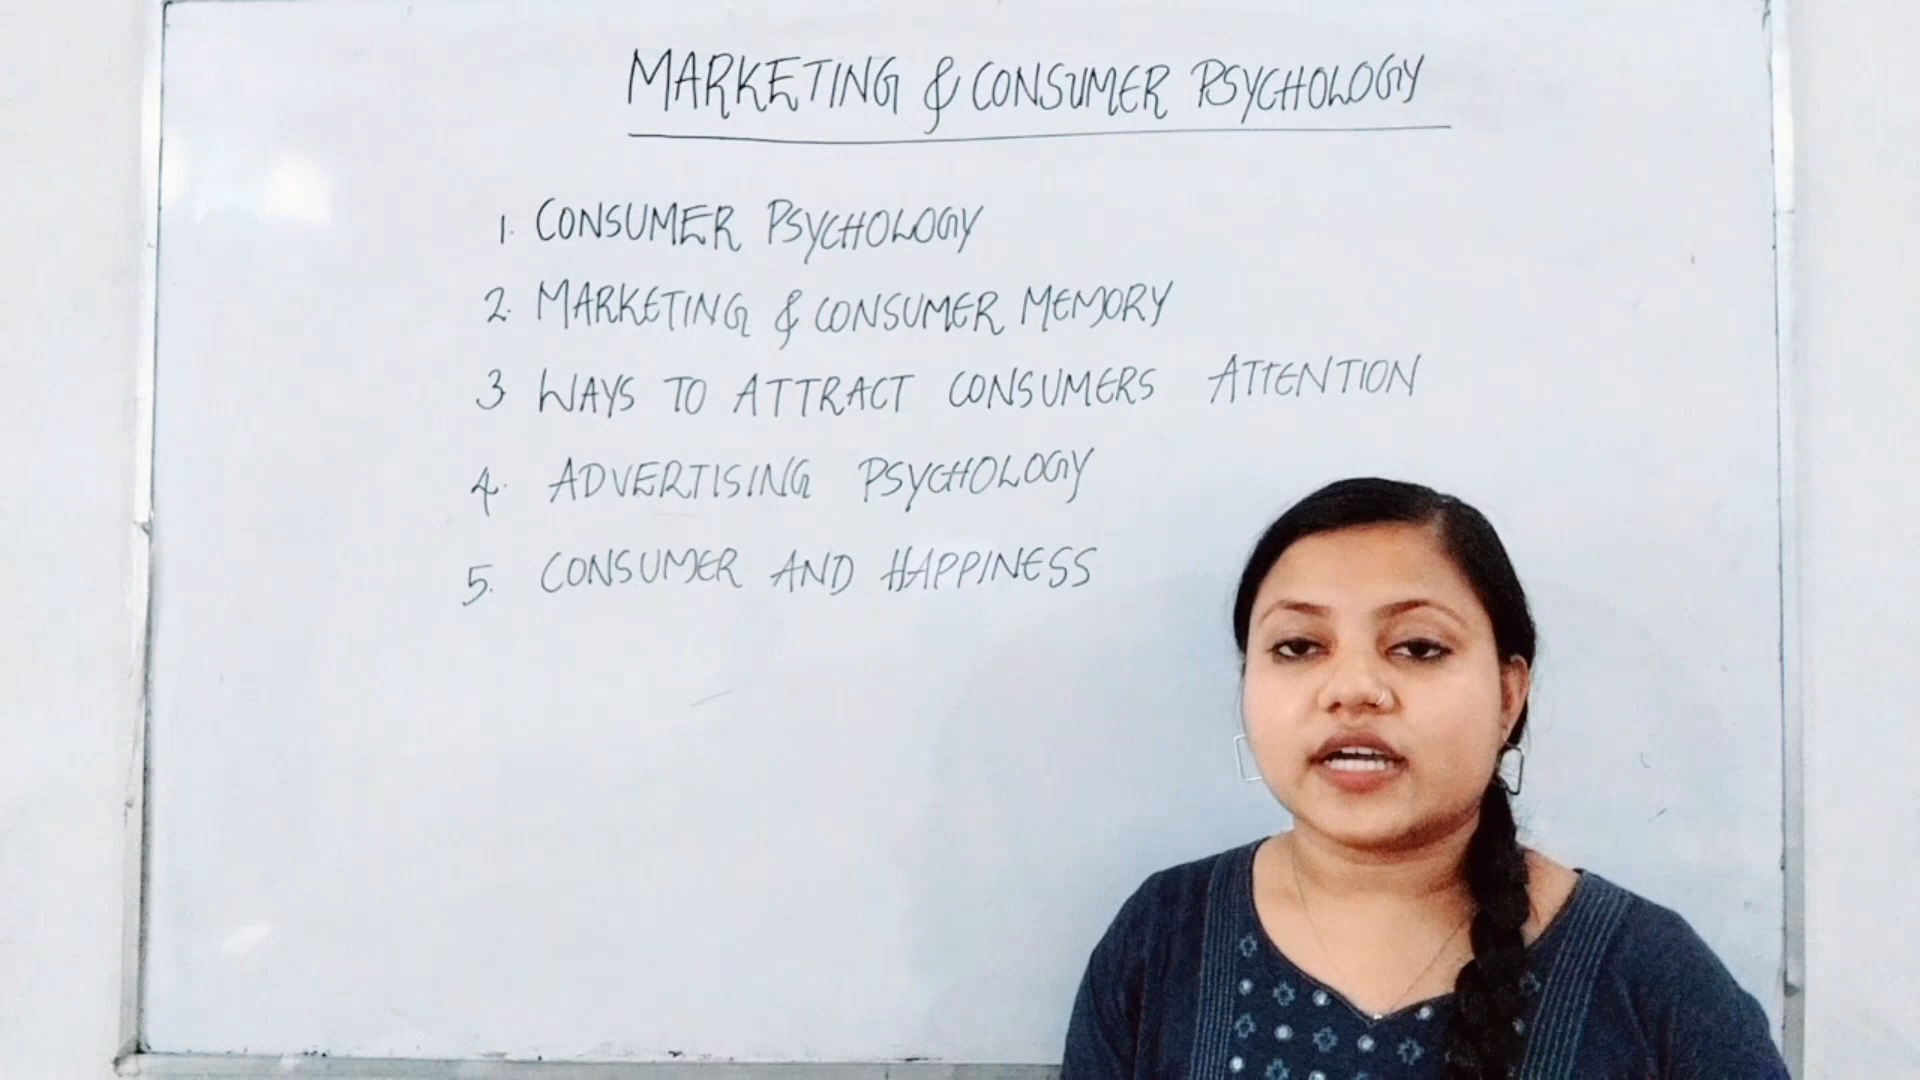 MARKETING & CONSUMER PSYCHOLOGY
1. CONSUMER PSYCHOLOGY
2. MARKETING & CONSUMER MEMORY
3 WAYS TO ATTRACT CONSUMERS ATTENTION
4. ADVERTISING PSYCHOLOGY
5. CONSUMER AND HAPPINESS